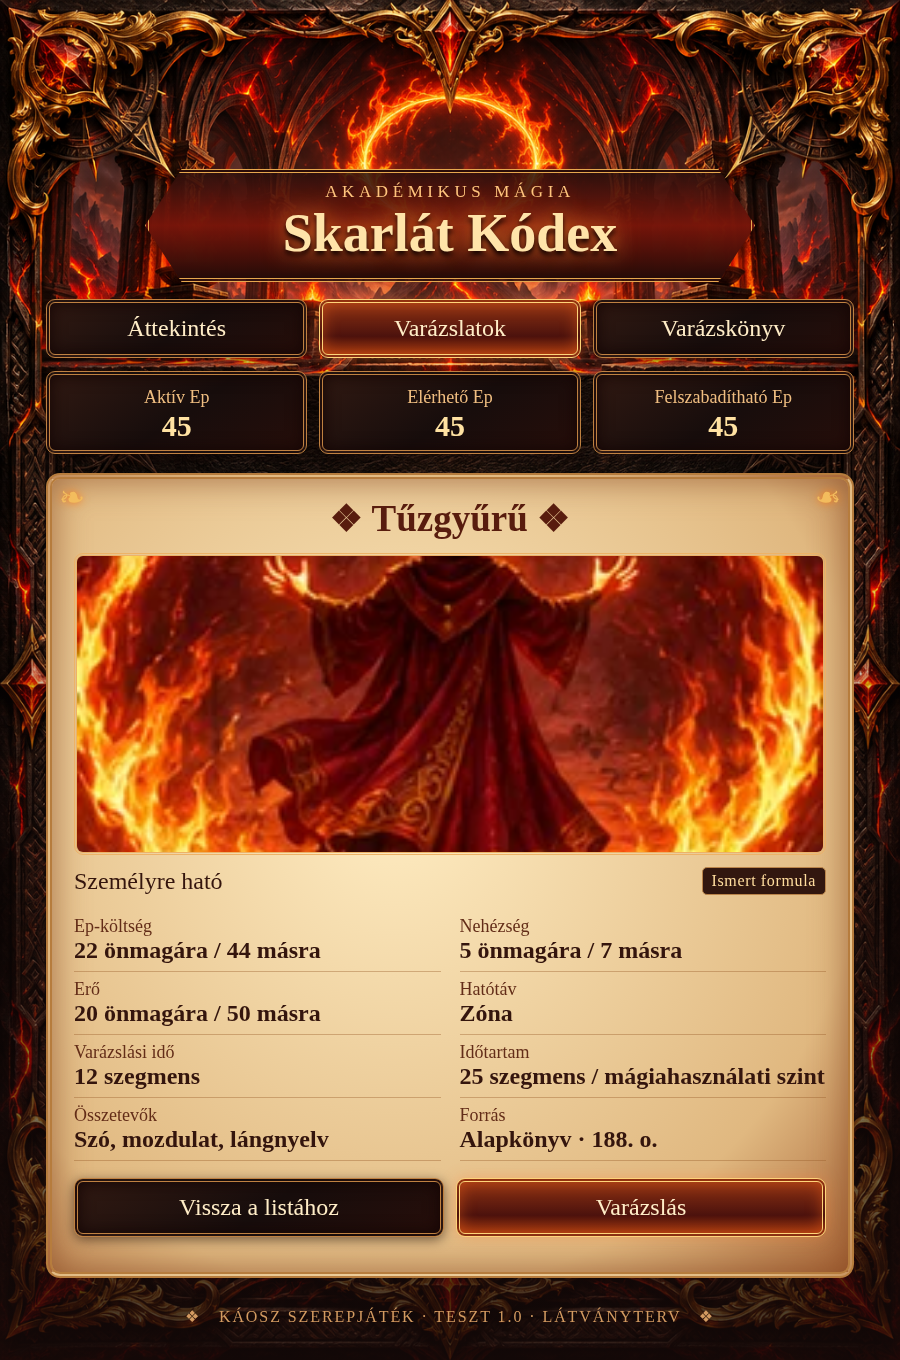 AKADÉMIKUS MÁGIA
Skarlát Kódex
Áttekintés
Varázslatok
Varázskönyv
Aktív Ep
45
Elérhető Ep
45
Felszabadítható Ep
45
❖ Tűzgyűrű ❖
Személyre ható
Ismert formula
Ep-költség
22 önmagára / 44 másra
Nehézség
5 önmagára / 7 másra
Erő
20 önmagára / 50 másra
Hatótáv
Zóna
Varázslási idő
12 szegmens
Időtartam
25 szegmens / mágiahasználati szint
Összetevők
Szó, mozdulat, lángnyelv
Forrás
Alapkönyv · 188. o.
Vissza a listához
Varázslás
❖ KÁOSZ SZEREPJÁTÉK · TESZT 1.0 · LÁTVÁNYTERV ❖